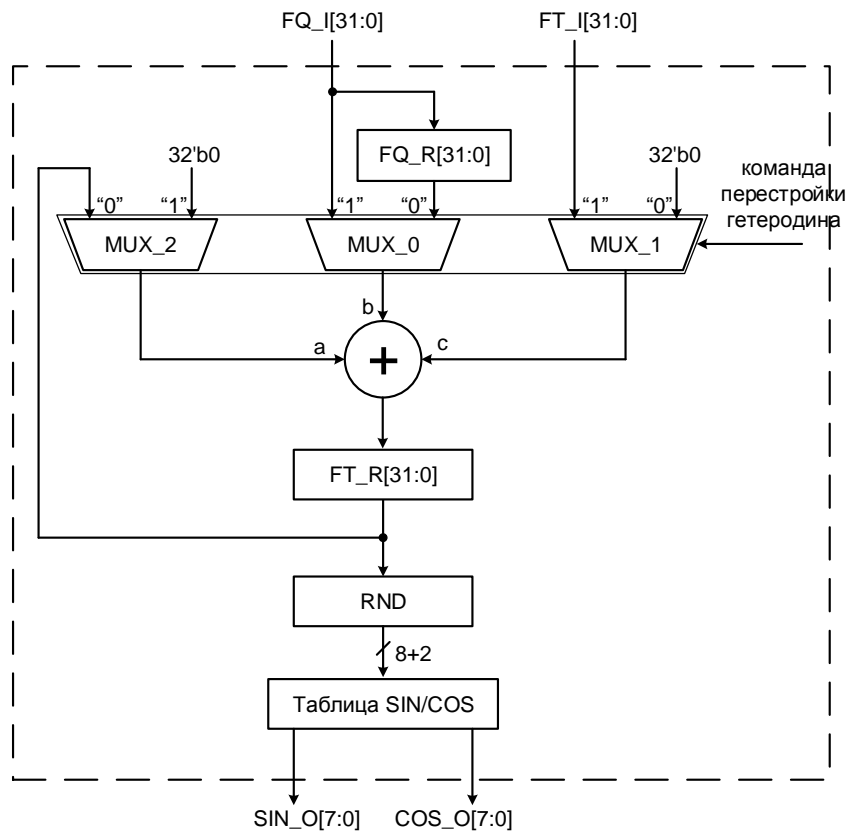 FQ_I[31:0]
FT_I[31:0]
FQ_R[31:0]
32'b0
32'b0
команда
перестройки
гетеродина
“0”
“1”
“1”
“0”
“1”
“0”
MUX_2
MUX_0
MUX_1
b
a
c
+
FT_R[31:0]
RND
8+2
Таблица SIN/COS
SIN_O[7:0]
COS_O[7:0]